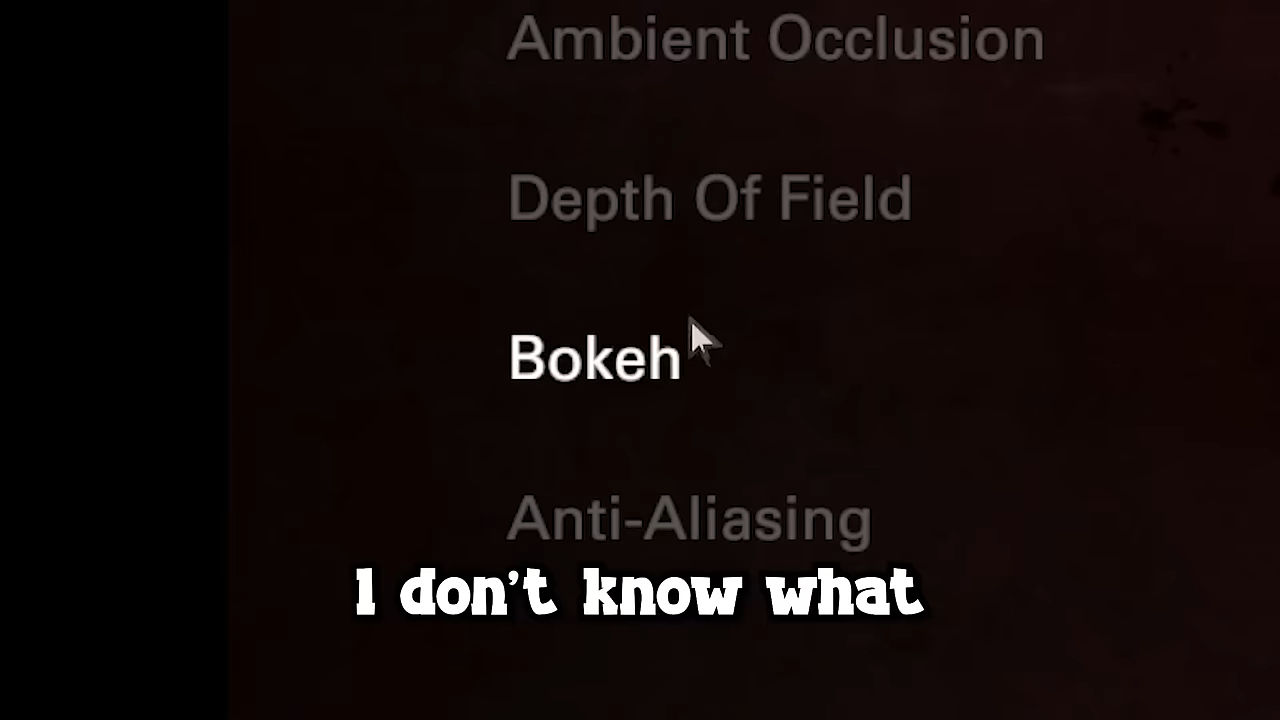 Ambient Occlusion
Depth Of Field
Bokeh
Anti-Aliasing
I don't know what